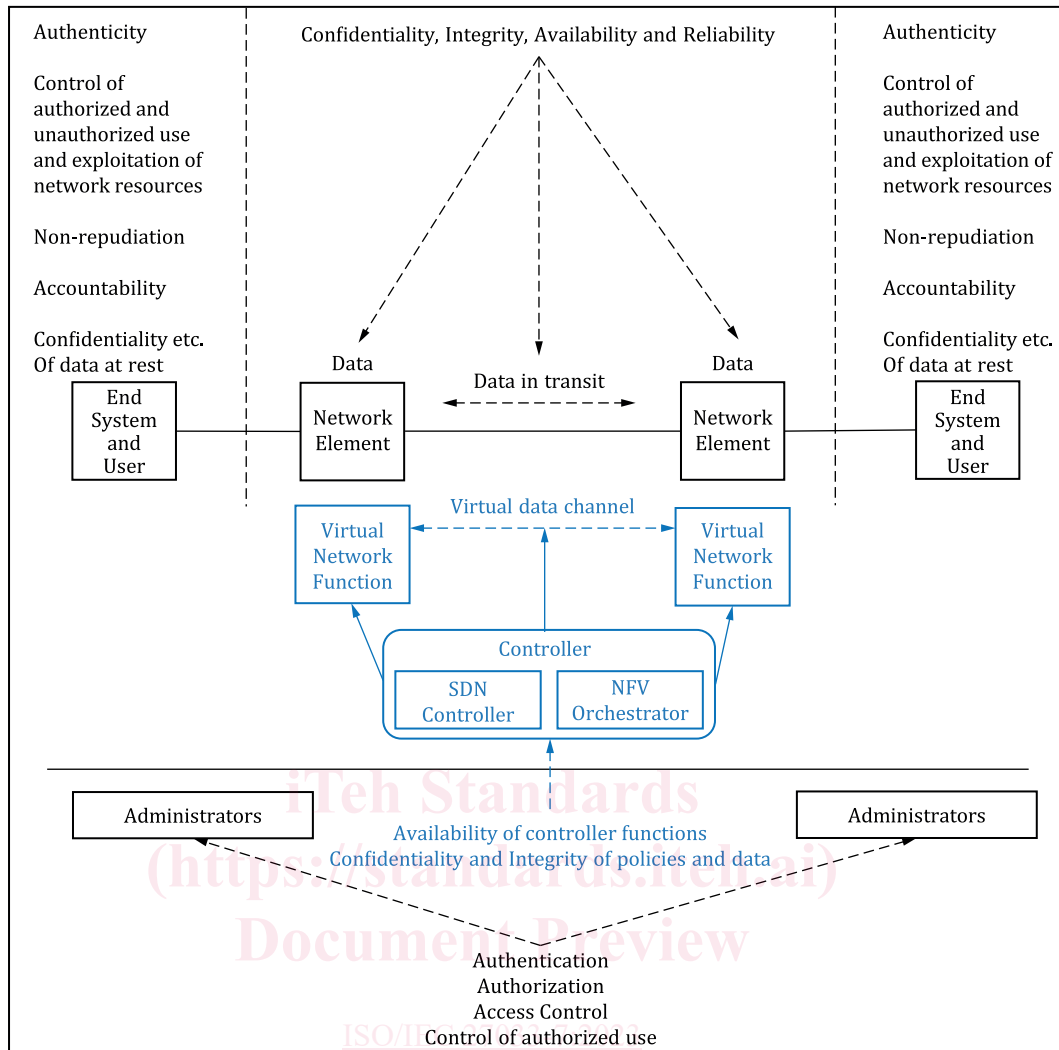 Authenticity
Control of
authorized and
unauthorized use
and exploitation of
network resources
Non-repudiation
Accountability
Confidentiality etc.
Of data at rest
Confidentiality, Integrity, Availability and Reliability
Authenticity
Control of
authorized and
unauthorized use
and exploitation of
network resources
Non-repudiation
Accountability
Confidentiality etc.
Of data at rest
Data
Data in transit
Data
End
System
and
User
Network
Element
Network
Element
End
System
and
User
Virtual data channel
Virtual
Network
Function
Virtual
Network
Function
Controller
SDN
Controller
NFV
Orchestrator
iTeh Standards
(https://standards.iteh.ai)
Document Preview
Administrators
Administrators
Availability of controller functions
Confidentiality and Integrity of policies and data
Authentication
Authorization
Access Control
Control of authorized use